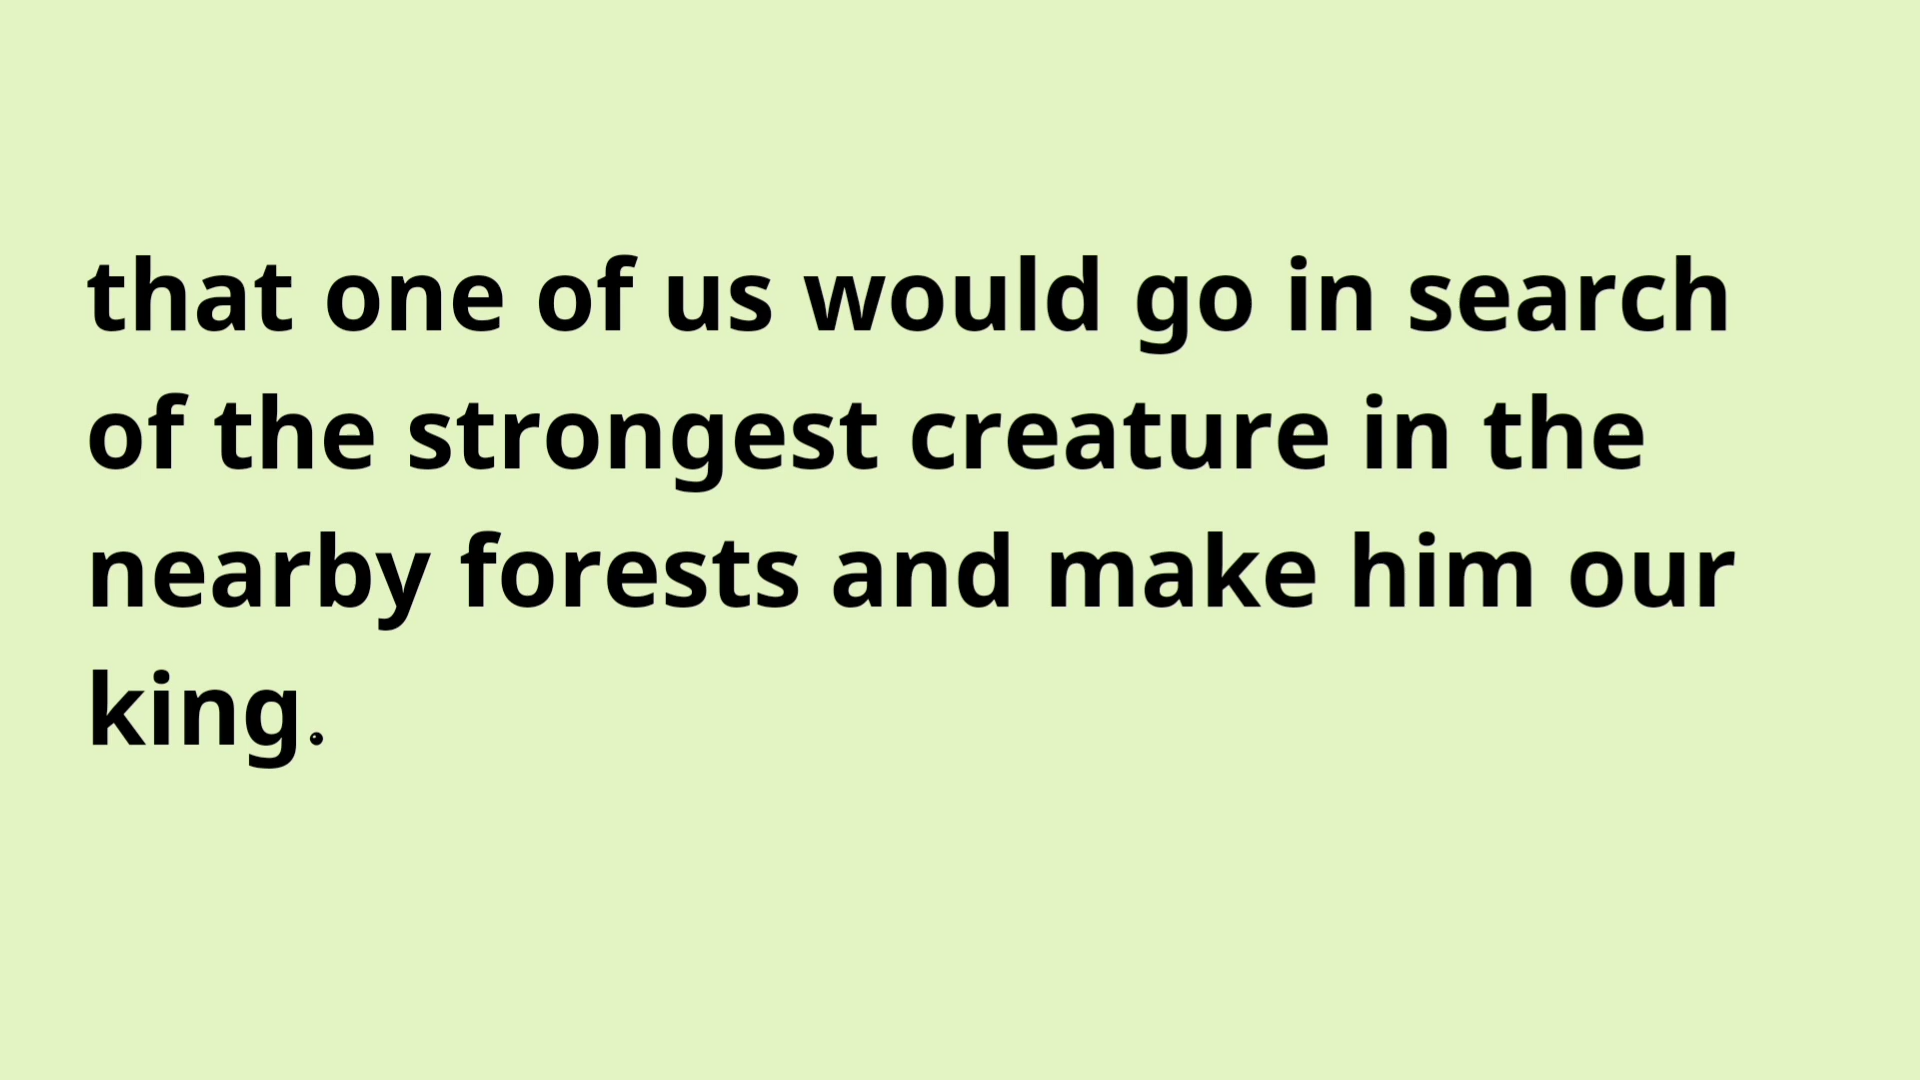 that one of us would go in search
of the strongest creature in the
nearby forests and make him our
king.